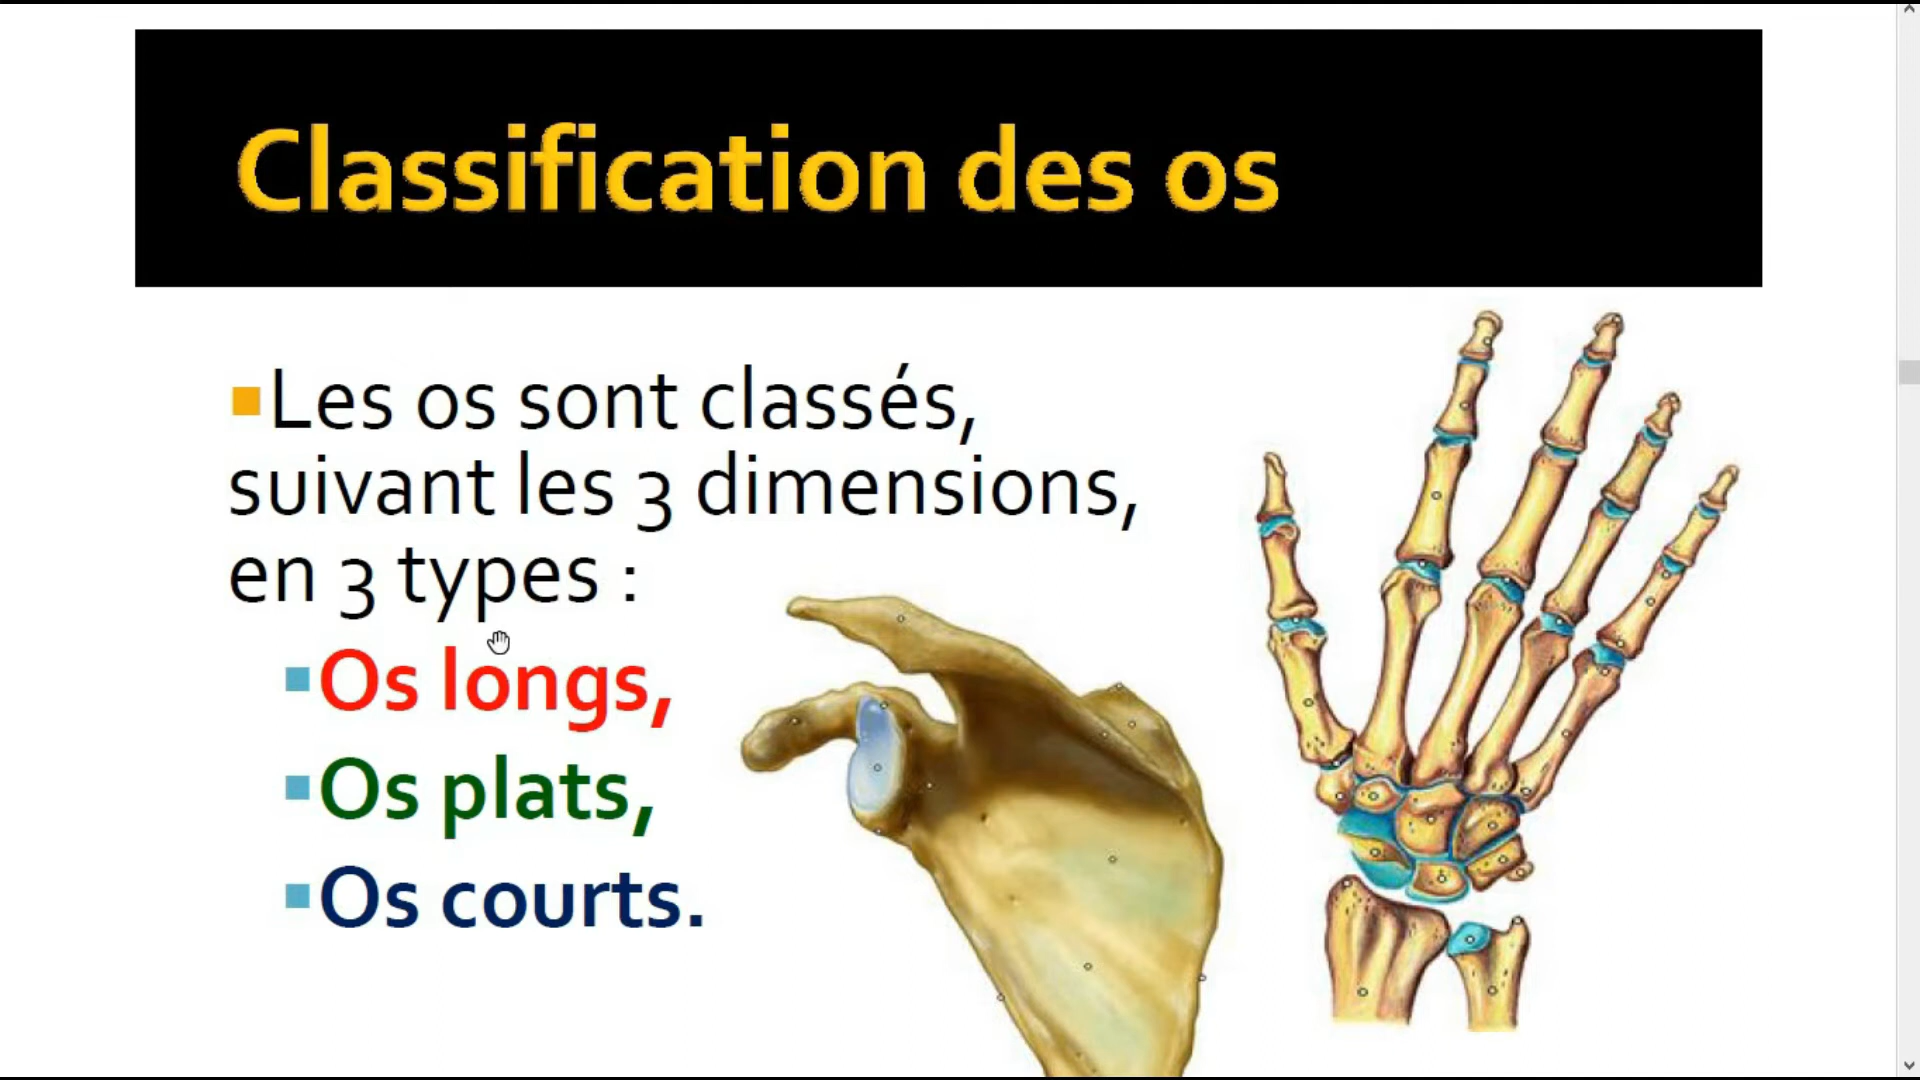 Classification des os
Les os sont classés,
suivant les 3 dimensions,
en 3 types :
Os longs,
Os plats,
Os courts.